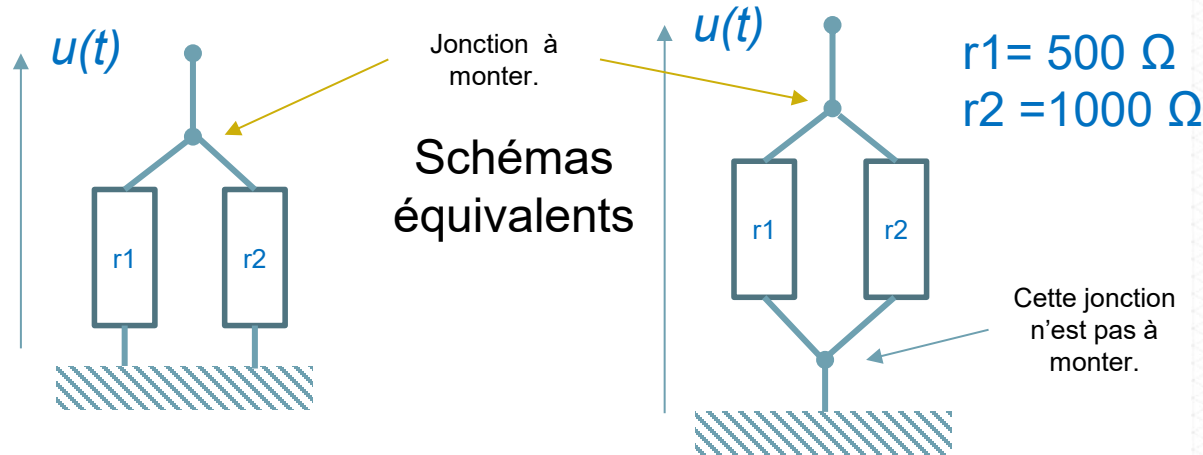 u(t)
Jonction à
monter.
u(t)
r1= 500 Ω
r2 =1000 Ω
Schémas
équivalents
r1
r2
r1
r2
Cette jonction
n'est pas à
monter.